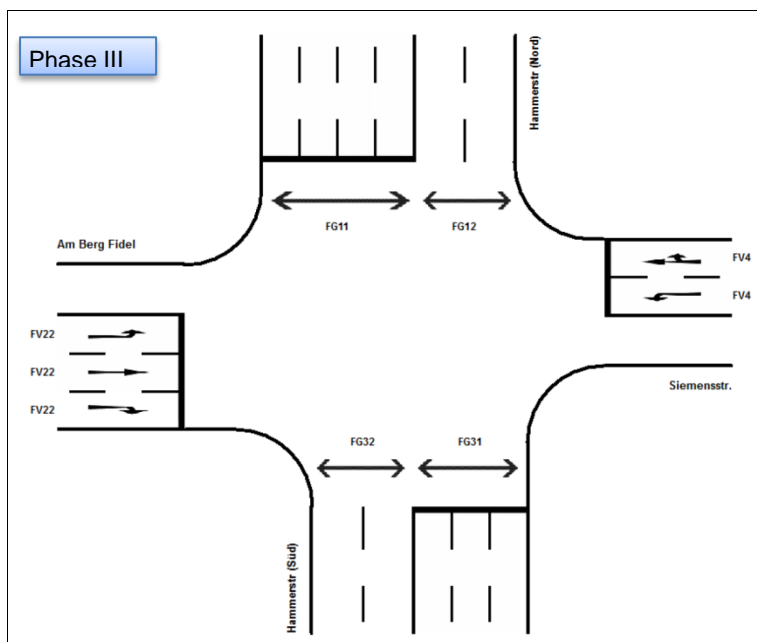 Phase III
Hammerstr (Nord)
FG11
FG12
Am Berg Fidel
FV4
FV4
FV22
FV22
FV22
Siemensstr.
FG32
FG31
Hammerstr (Süd)